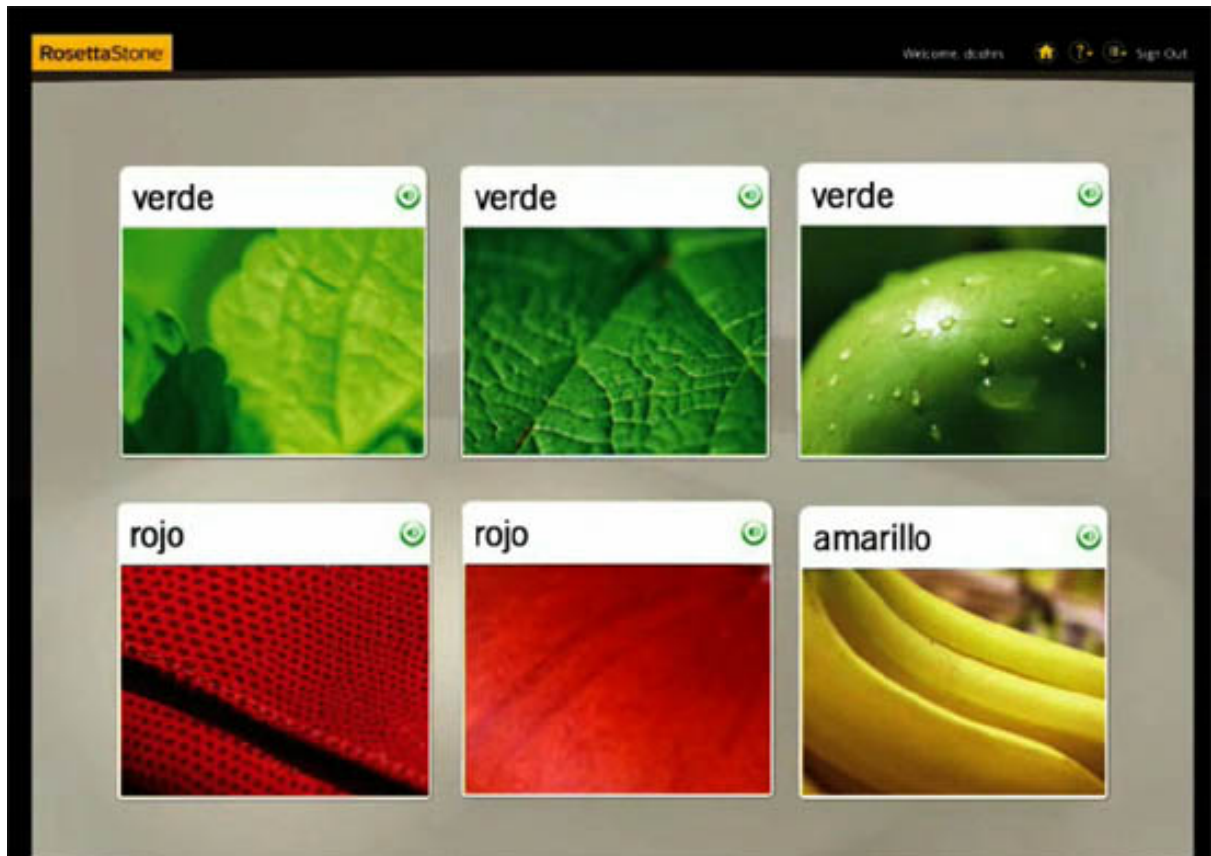 RosettaStone
Welcome, 
Sign Out
verde
verde
verde
rojo
rojo
amarillo